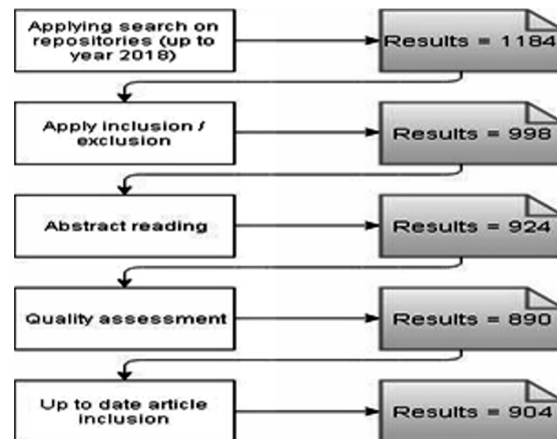 Applying search on
repositories (up to
year 2018)
Results = 1184
Apply inclusion /
exclusion
Results = 998
Abstract reading
Results = 924
Quality assessment
Results = 890
Up to date article
inclusion
Results = 904